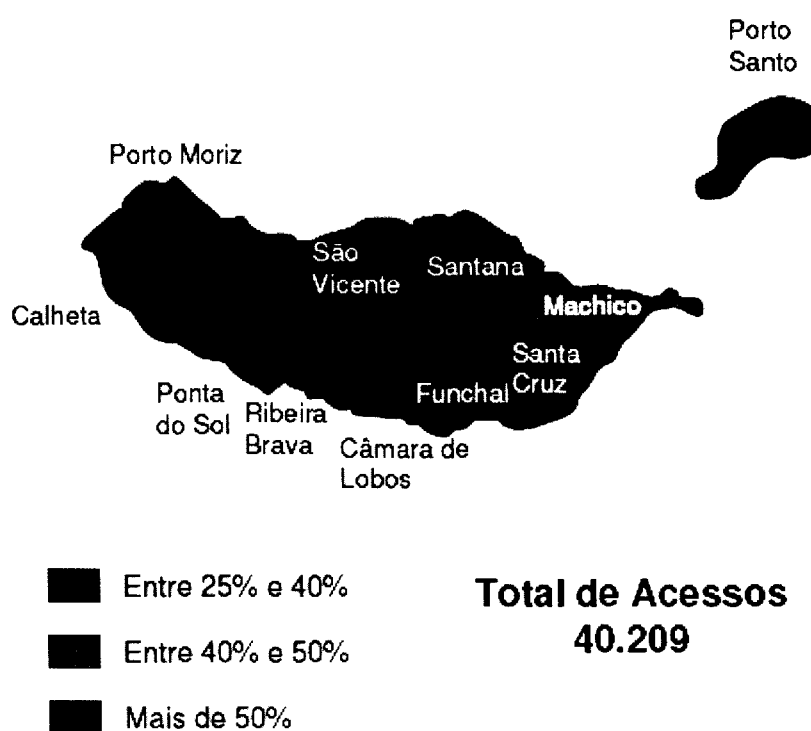 Porto
Santo
Porto Moriz
São
Vicente
Santana
Machico
Calheta
Santa
Cruz
Funchal
Ponta
do Sol
Ribeira
Brava
Câmara de
Lobos
Entre 25% e 40%
Entre 40% e 50%
Mais de 50%
Total de Acessos
40.209